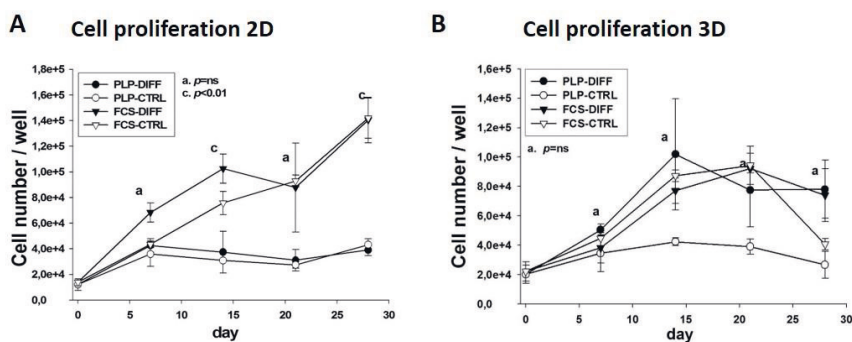 A Cell proliferation 2D
1,8e+5
1,6e+5
1,4e+5
1,2e+5
1,0e+5
8,0e+4
6,0e+4
4,0e+4
2,0e+4
0,0
Cell number / well
PLP-DIFF
PLP-CTRL
FCS-DIFF
FCS-CTRL
a. p=ns
c. p<0.01
a
c
a
c
0 5 10 15 20 25 30
day
B Cell proliferation 3D
1,6e+5
1,4e+5
1,2e+5
1,0e+5
8,0e+4
6,0e+4
4,0e+4
2,0e+4
0,0
Cell number / well
PLP-DIFF
PLP-CTRL
FCS-DIFF
FCS-CTRL
a. p=ns
a
a
a
a
0 5 10 15 20 25 30
day